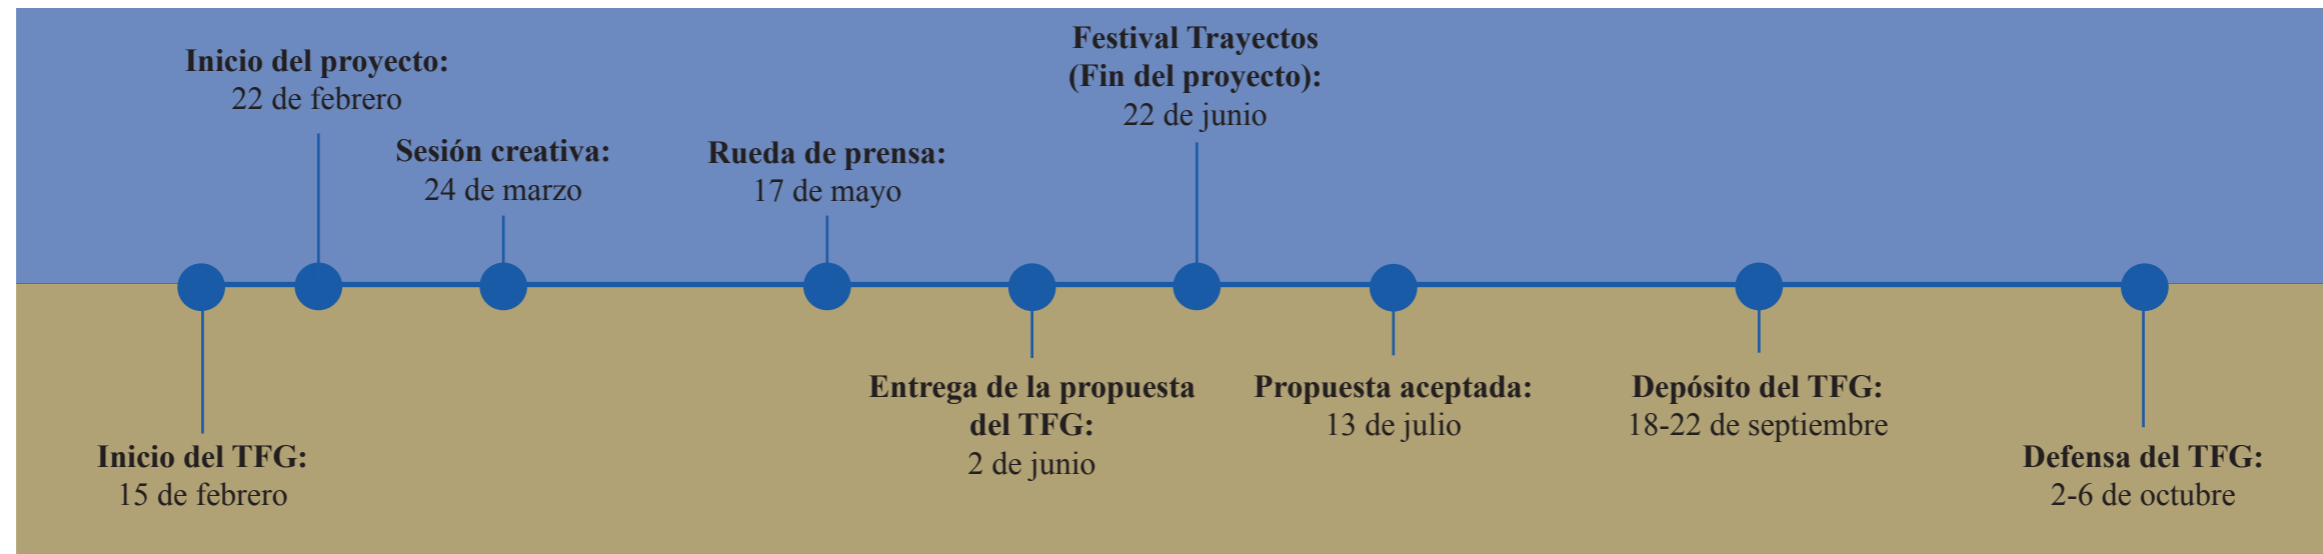 Inicio del proyecto:
22 de febrero
Sesión creativa:
24 de marzo
Rueda de prensa:
17 de mayo
Festival Trayectos
(Fin del proyecto):
22 de junio
Inicio del TFG:
15 de febrero
Entrega de la propuesta
del TFG:
2 de junio
Propuesta aceptada:
13 de julio
Depósito del TFG:
18-22 de septiembre
Defensa del TFG:
2-6 de octubre